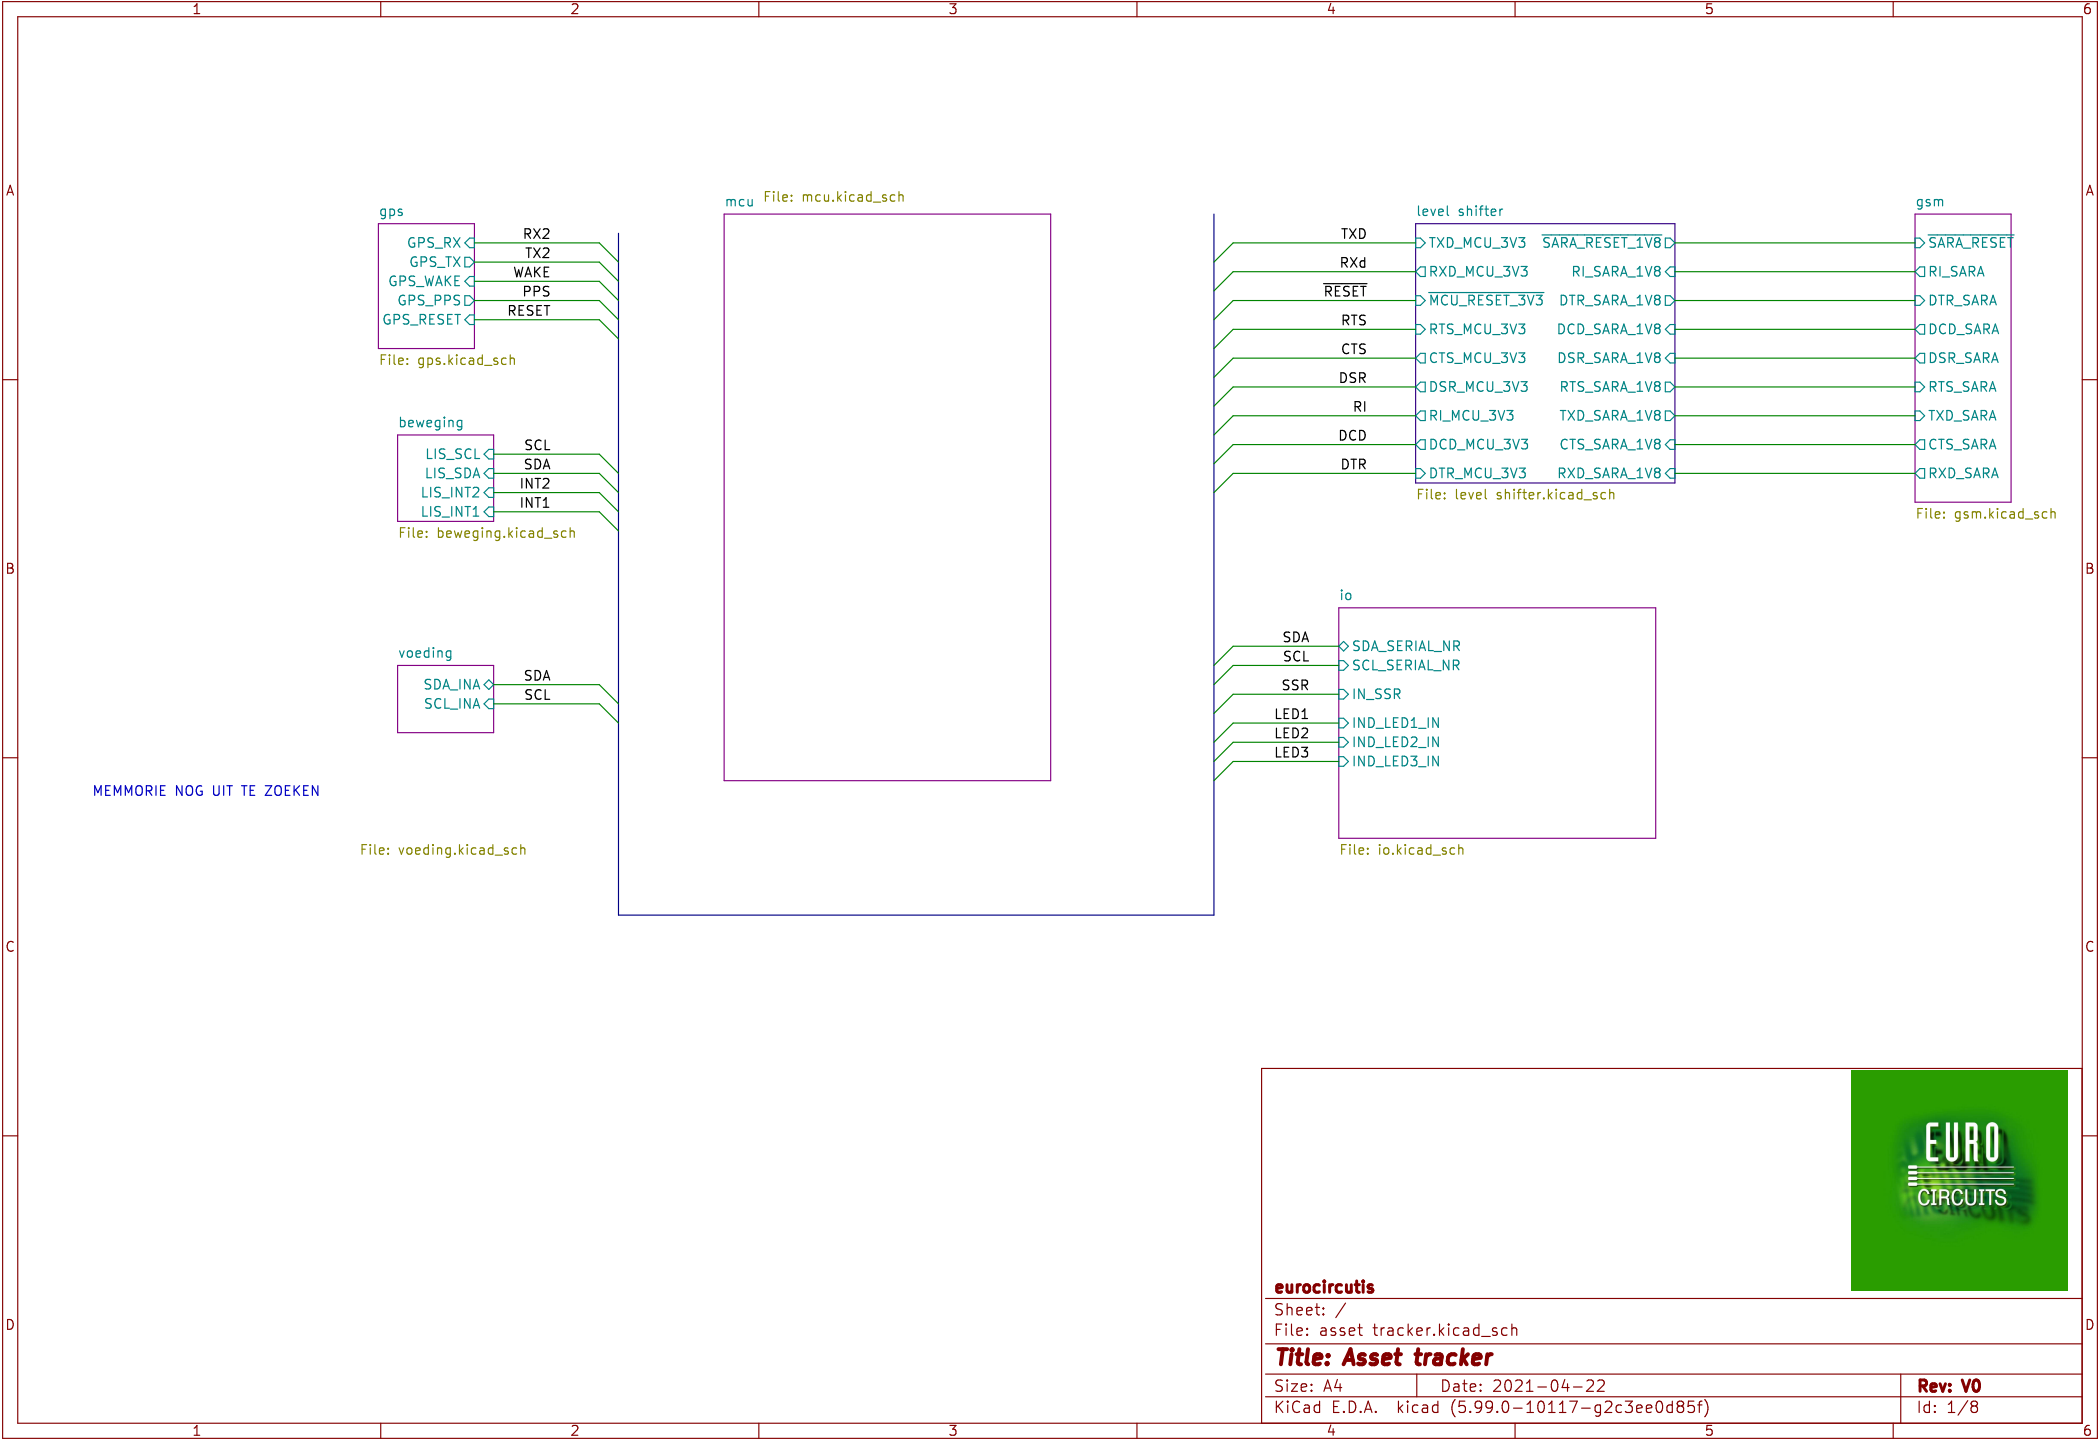 1 2 3 4 5 6
A
A
B
B
C
C
D
D
1 2 3 4 5 6
gps
GPS_RX
GPS_TX
GPS_WAKE
GPS_PPS
GPS_RESET
RX2
TX2
WAKE
PPS
RESET
File: gps.kicad_sch
beweging
LIS_SCL
LIS_SDA
LIS_INT2
LIS_INT1
SCL
SDA
INT2
INT1
File: beweging.kicad_sch
voeding
SDA_INA
SCL_INA
SDA
SCL
MEMMORIE NOG UIT TE ZOEKEN
File: voeding.kicad_sch
mcu
File: mcu.kicad_sch
TXD
RXd
RESET
RTS
CTS
DSR
RI
DCD
DTR
level shifter
TXD_MCU_3V3 SARA_RESET_1V8
RXD_MCU_3V3 RI_SARA_1V8
MCU_RESET_3V3 DTR_SARA_1V8
RTS_MCU_3V3 DCD_SARA_1V8
CTS_MCU_3V3 DSR_SARA_1V8
DSR_MCU_3V3 RTS_SARA_1V8
RI_MCU_3V3 TXD_SARA_1V8
DCD_MCU_3V3 CTS_SARA_1V8
DTR_MCU_3V3 RXD_SARA_1V8
File: level shifter.kicad_sch
gsm
SARA_RESET
RI_SARA
DTR_SARA
DCD_SARA
DSR_SARA
RTS_SARA
TXD_SARA
CTS_SARA
RXD_SARA
File: gsm.kicad_sch
io
SDA
SCL
SSR
LED1
LED2
LED3
SDA_SERIAL_NR
SCL_SERIAL_NR
IN_SSR
IND_LED1_IN
IND_LED2_IN
IND_LED3_IN
File: io.kicad_sch
EURO
CIRCUITS
eurocircutis
Sheet: /
File: asset tracker.kicad_sch
Title: Asset tracker
Size: A4 Date: 2021-04-22 Rev: V0
KiCad E.D.A. kicad (5.99.0-10117-g2c3ee0d85f) Id: 1/8